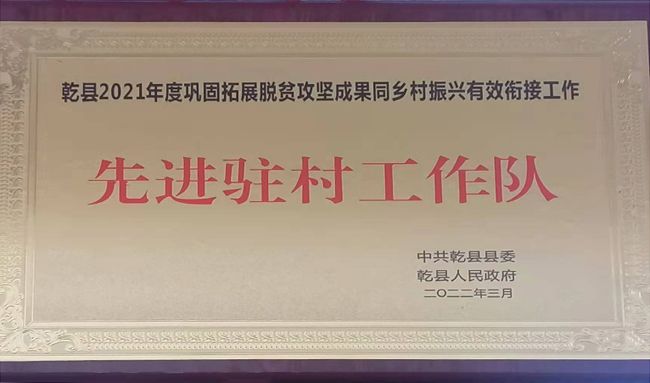 乾县2021年度巩固拓展脱贫攻坚成果同乡村振兴有效衔接工作
先进驻村工作队
中共乾县县委
乾县人民政府
二〇二二年三月